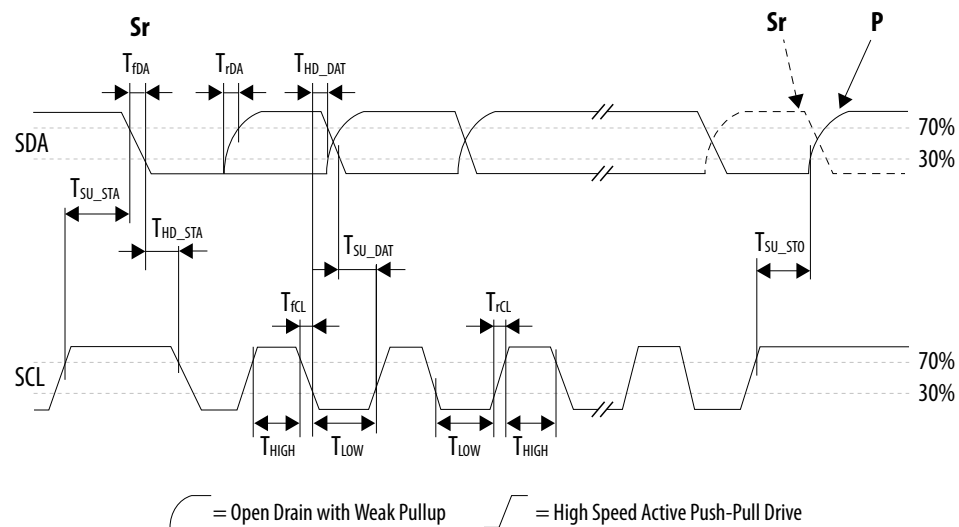 Sr
Sr
P
TfDA
TrDA
THD_DAT
SDA
70%
30%
TSU_STA
THD_STA
TSU_DAT
TSU_STO
TfCL
TrCL
SCL
70%
30%
THIGH
TLOW
TLOW
THIGH
= Open Drain with Weak Pullup
= High Speed Active Push-Pull Drive